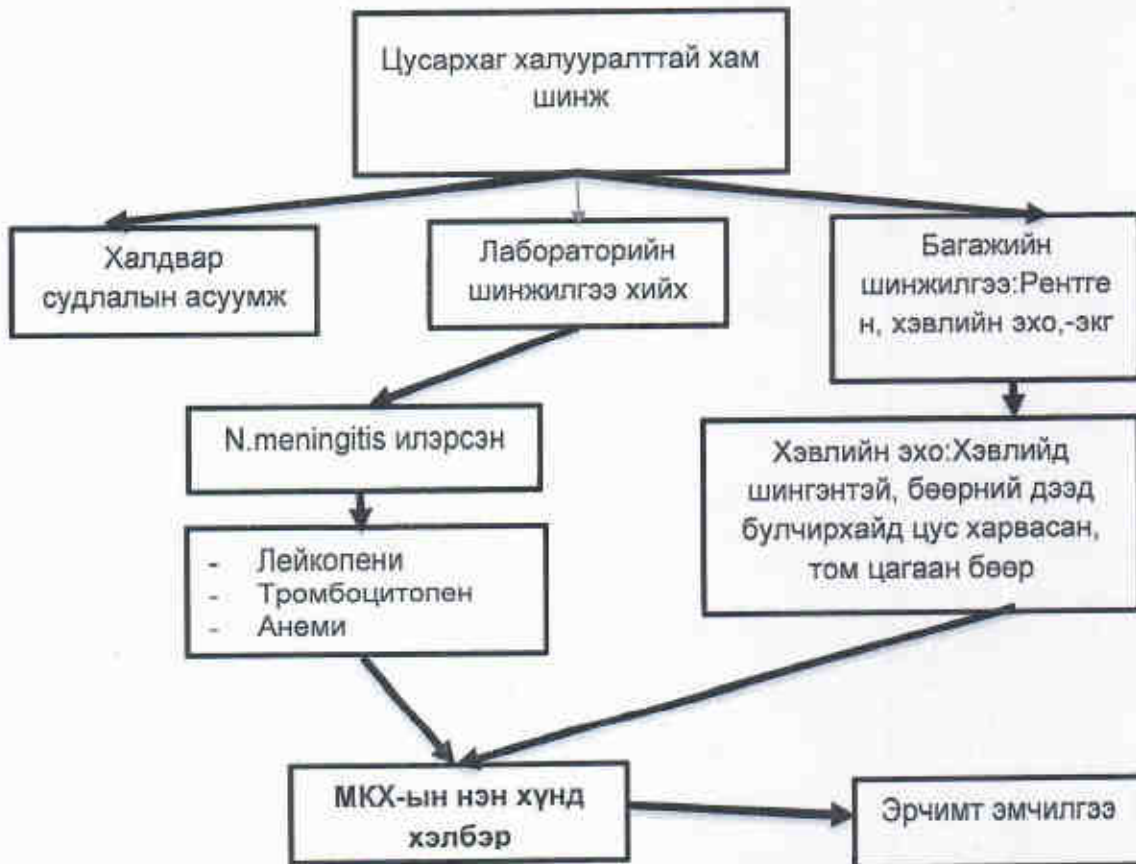 Цусархаг халууралттай хам
шинж
Халдвар
судлалын асуумж
Лабораторийн
шинжилгээ хийх
Багажийн
шинжилгээ:Рентге
н, хэвлийн эхо,-экг
N.meningitis илэрсэн
Хэвлийн эхо:Хэвлийд
шингэнтэй, бөөрний дээд
булчирхайд цус харвасан,
том цагаан бөөр
- Лейкопени
- Тромбоцитопен
- Анеми
МКХ-ын нэн хүнд
хэлбэр
Эрчимт эмчилгээ